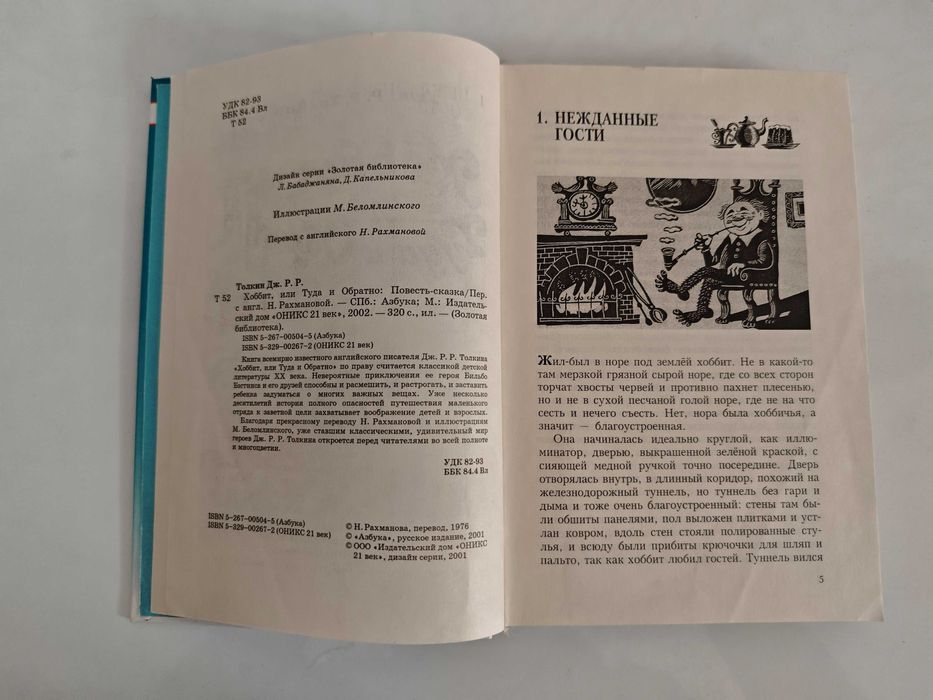 УДК 82-93
ББК 84.4 Вл
Т 52
Дизайн серии «Золотая библиотека»
Л. Бабаджаняна, Д. Капельникова
Иллюстрации М. Беломлинского
Перевод с английского Н. Рахмановой
Толкин Дж. Р. Р.
Т 52 Хоббит, или Туда и Обратно: Повесть-сказка/Пер.
с англ. Н. Рахмановой. — СПб.: Азбука; М.: Издатель-
ский дом «ОНИКС 21 век», 2002. — 320 с., ил. — (Золотая
библиотека).
ISBN 5-267-00504-5 (Азбука)
ISBN 5-329-00267-2 (ОНИКС 21 век)
Книга всемирно известного английского писателя Дж. Р. Р. Толкина
«Хоббит, или Туда и Обратно» по праву считается классикой детской
литературы XX века. Невероятные приключения ее героя Бильбо
Бэггинса и его друзей способны и рассмешить, и растрогать, и заставить
ребенка задуматься о многих важных вещах. Уже несколько
десятилетий история полного опасностей путешествия маленького
отряда к заветной цели захватывает воображение детей и взрослых.
Благодаря прекрасному переводу Н. Рахмановой и иллюстрациям
М. Беломлинского, уже ставшим классическими, удивительный мир
героев Дж. Р. Р. Толкина откроется перед читателями во всей полноте
и многоцветии.
УДК 82-93
ББК 84.4 Вл
ISBN 5-267-00504-5 (Азбука)
ISBN 5-329-00267-2 (ОНИКС 21 век)
© Н. Рахманова, перевод, 1976
© «Азбука», русское издание, 2001
© ООО «Издательский дом «ОНИКС
21 век», дизайн серии, 2001
1. НЕЖДАННЫЕ
ГОСТИ
Жил-был в норе под землёй хоббит. Не в какой-то
там мерзкой грязной сырой норе, где со всех сторон
торчат хвосты червей и противно пахнет плесенью,
но и не в сухой песчаной голой норе, где не на что
сесть и нечего съесть. Нет, нора была хоббичья, а
значит — благоустроенная.
Она начиналась идеально круглой, как иллю-
минатор, дверью, выкрашенной зелёной краской, с
сияющей медной ручкой точно посередине. Дверь
отворялась внутрь, в длинный коридор, похожий на
железнодорожный туннель, но туннель без гари и
дыма и тоже очень благоустроенный: стены там бы-
ли обшиты панелями, пол выложен плитками и уст-
лан ковром, вдоль стен стояли полированные сту-
лья, и всюду были прибиты крючочки для шляп и
пальто, так как хоббит любил гостей. Туннель вился
5